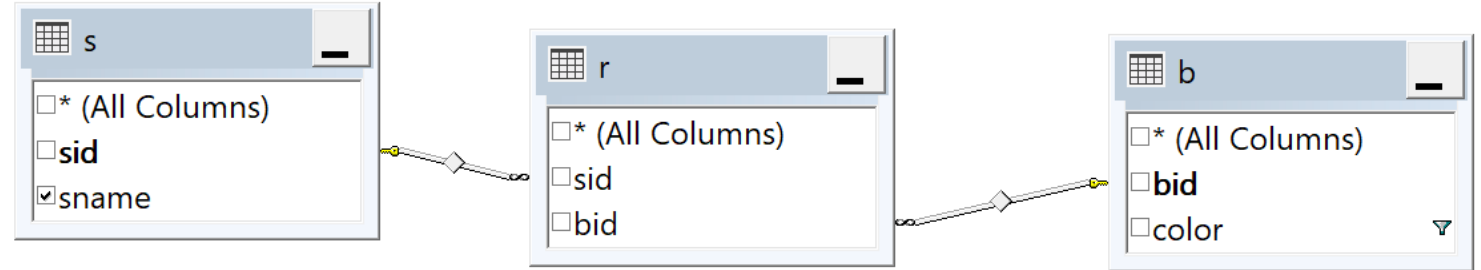 s
* (All Columns)
sid
sname
r
* (All Columns)
sid
bid
b
* (All Columns)
bid
color